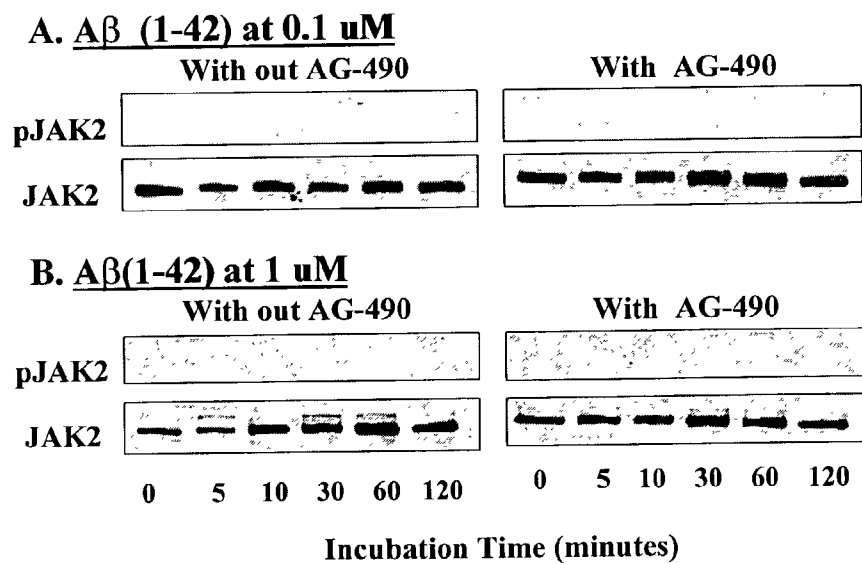 A. Aβ (1-42) at 0.1 uM
With out AG-490 With AG-490
pJAK2
JAK2
B. Aβ(1-42) at 1 uM
With out AG-490 With AG-490
pJAK2
JAK2
0 5 10 30 60 120 0 5 10 30 60 120
Incubation Time (minutes)